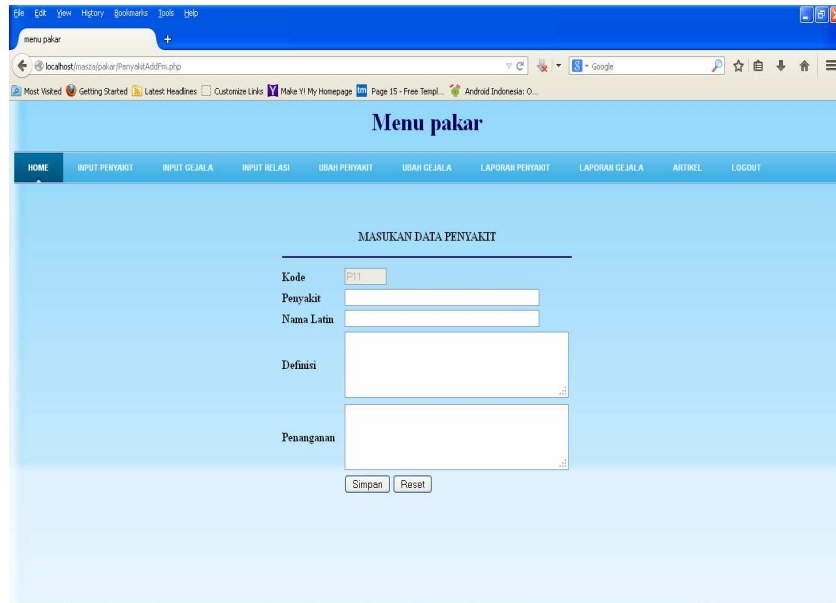 File Edit View History Bookmarks Tools Help
menu pakar +
localhost/masza/pakar/PenyakitAddFm.php Google
Most Visited Getting Started Latest Headlines Customize Links Make Y! My Homepage Page 15 - Free Templ... Android Indonesia: O...
Menu pakar
HOME INPUT PENYAKIT INPUT GEJALA INPUT RELASI UBAH PENYAKIT UBAH GEJALA LAPORAN PENYAKIT LAPORAN GEJALA ARTIKEL LOGOUT
MASUKAN DATA PENYAKIT
Kode P11
Penyakit
Nama Latin
Definisi
Penanganan
Simpan Reset